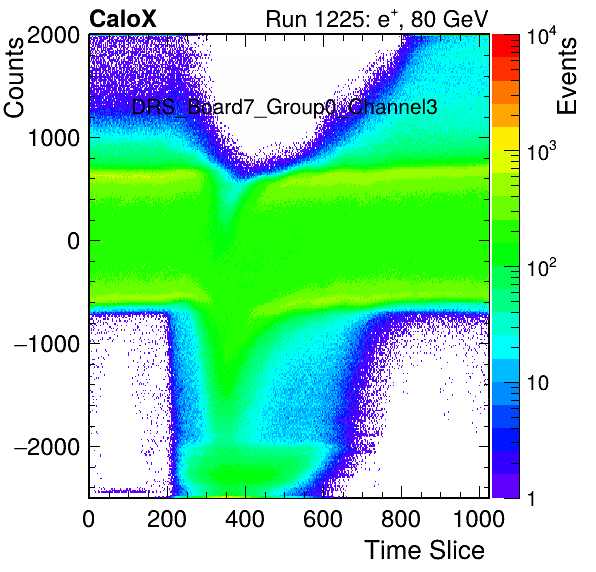 CaloX Run 1225: e+, 80 GeV
Counts
Events
DRS_Board7_Group0_Channel3
2000
1000
0
−1000
−2000
0 200 400 600 800 1000
Time Slice
10^4
10^3
10^2
10
1